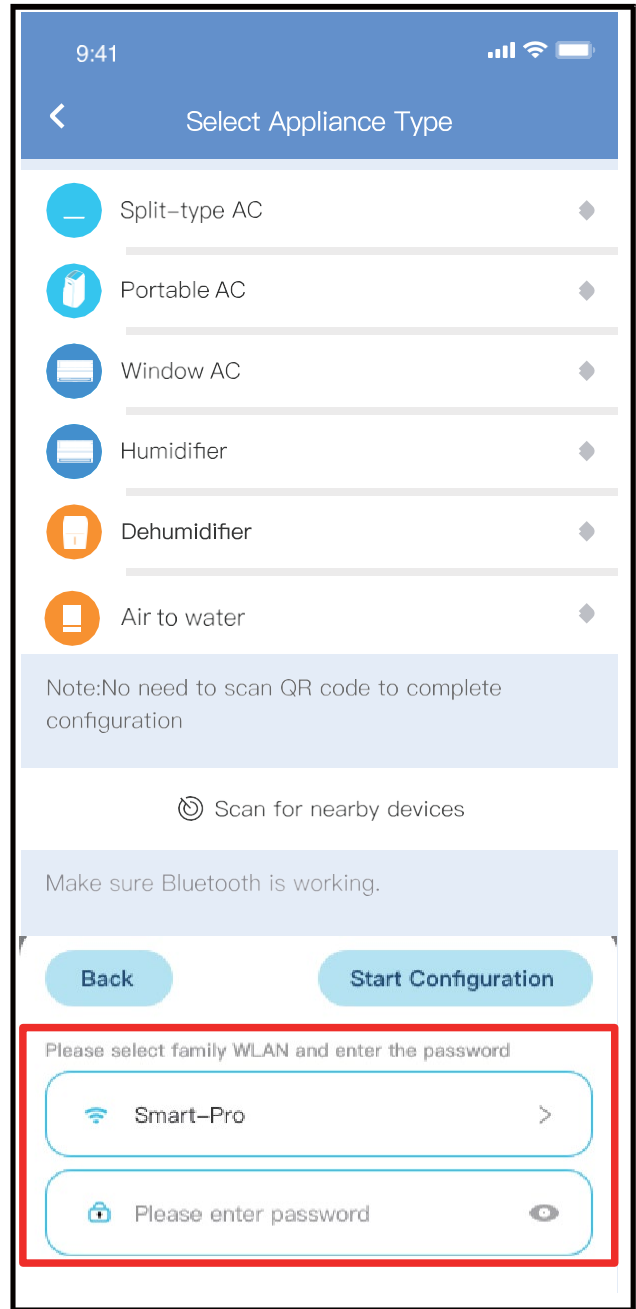 9:41
Select Appliance Type
Split-type AC
Portable AC
Window AC
Humidifier
Dehumidifier
Air to water
Note:No need to scan QR code to complete
configuration
Scan for nearby devices
Make sure Bluetooth is working.
Back
Start Configuration
Please select family WLAN and enter the password
Smart-Pro
Please enter password